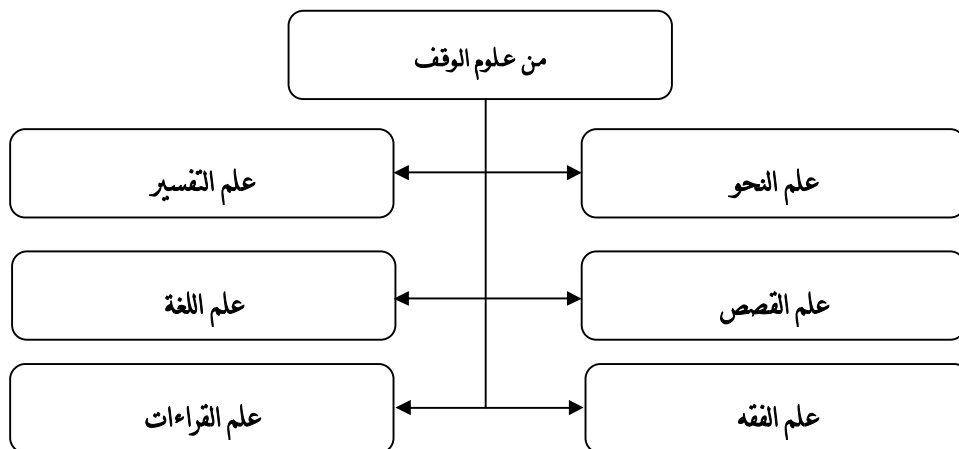 من علوم الوقف
علم النحو
علم التفسير
علم القصص
علم اللغة
علم الفقه
علم القراءات